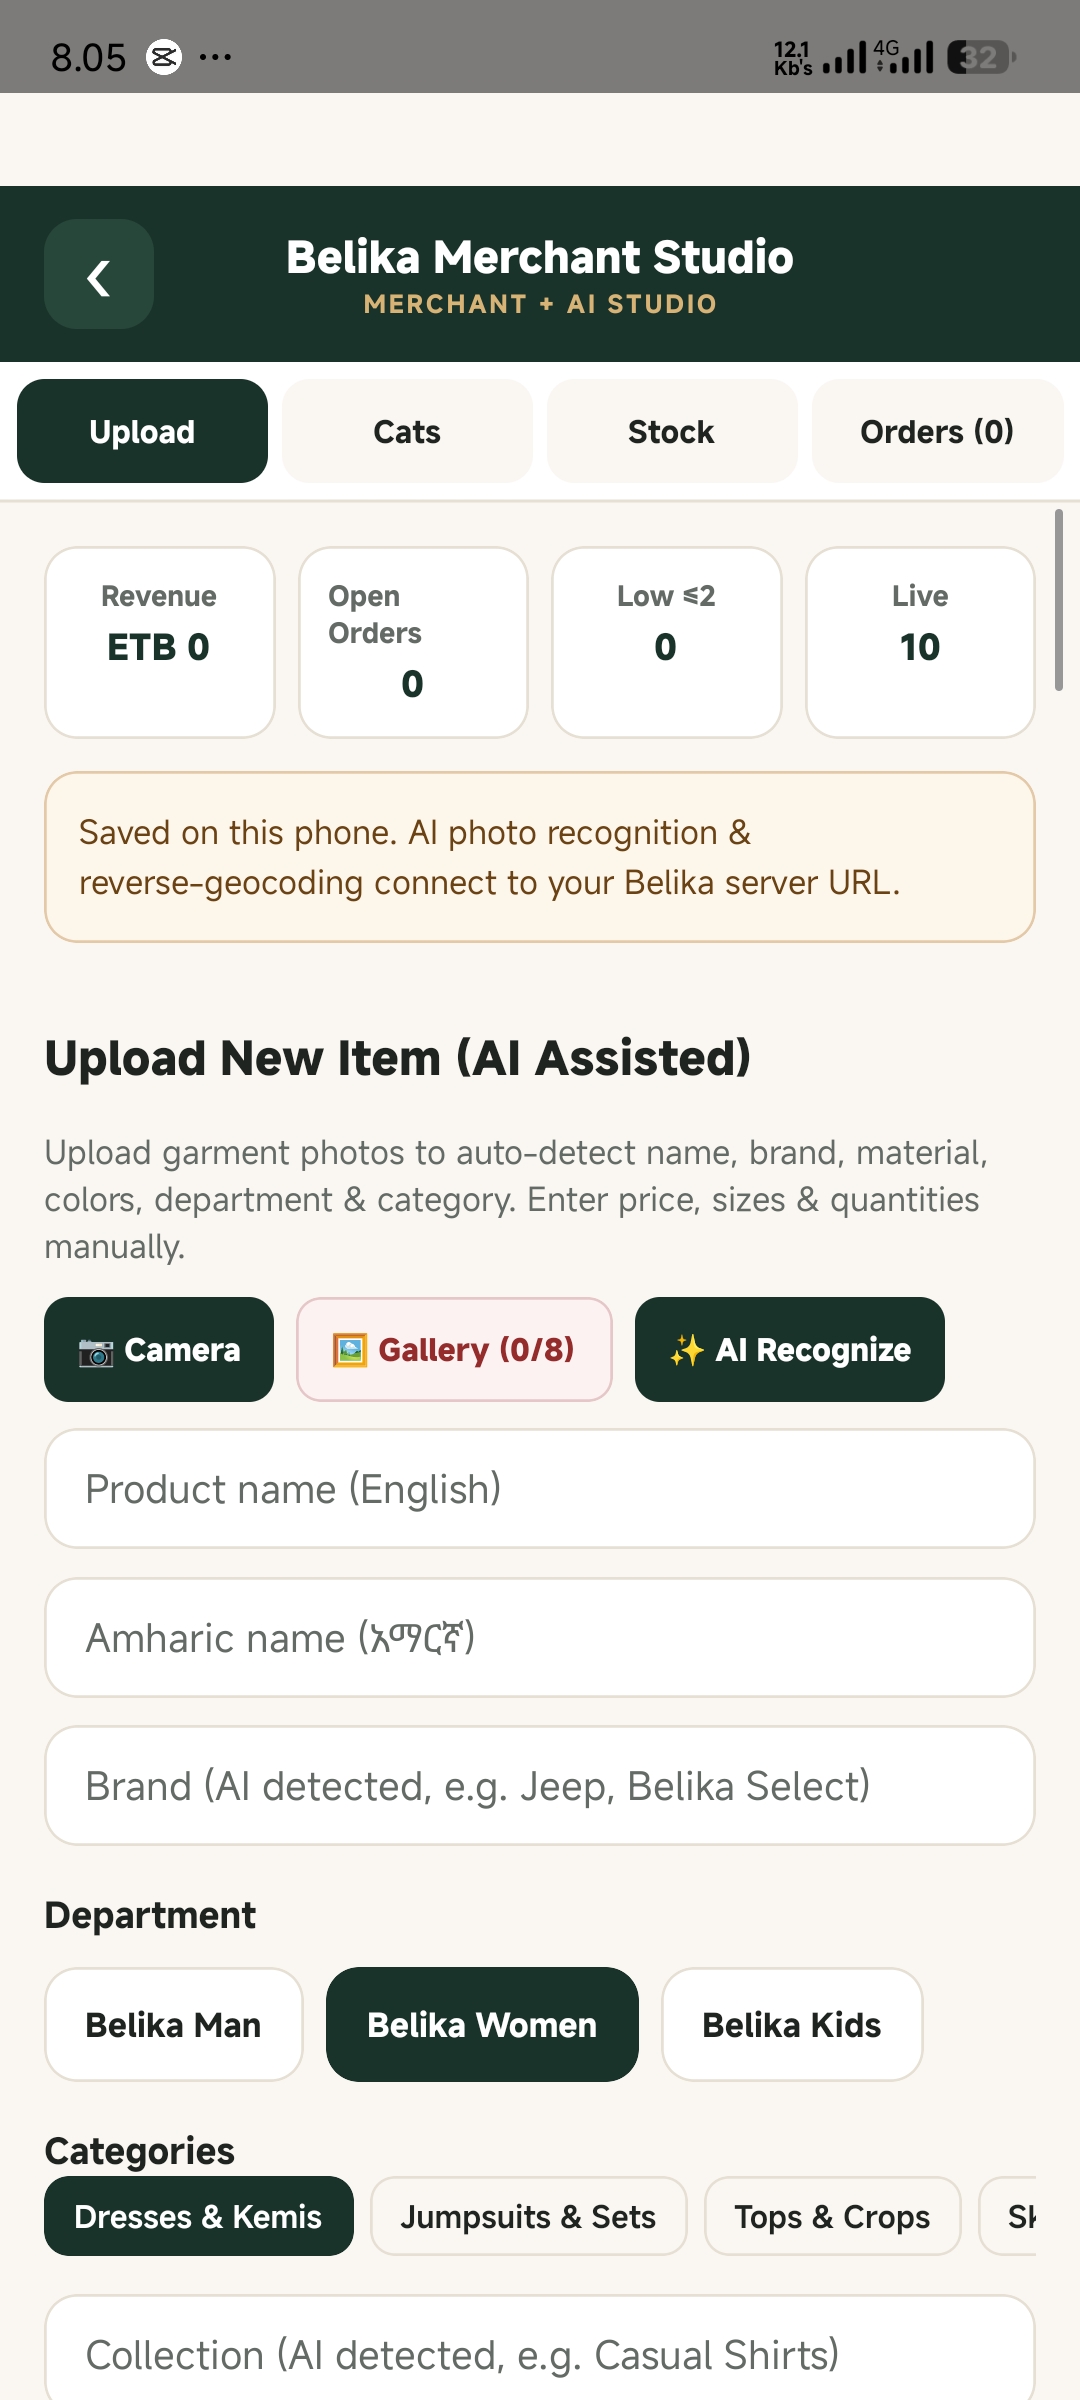 8.05
12.1
Kb's
4G
32
Belika Merchant Studio
MERCHANT + AI STUDIO
Upload
Cats
Stock
Orders (0)
Revenue
ETB 0
Open
Orders
0
Low ≤2
0
Live
10
Saved on this phone. AI photo recognition &
reverse-geocoding connect to your Belika server URL.
Upload New Item (AI Assisted)
Upload garment photos to auto-detect name, brand, material,
colors, department & category. Enter price, sizes & quantities
manually.
Camera
Gallery (0/8)
AI Recognize
Product name (English)
Amharic name (አማርኛ)
Brand (AI detected, e.g. Jeep, Belika Select)
Department
Belika Man
Belika Women
Belika Kids
Categories
Dresses & Kemis
Jumpsuits & Sets
Tops & Crops
Collection (AI detected, e.g. Casual Shirts)